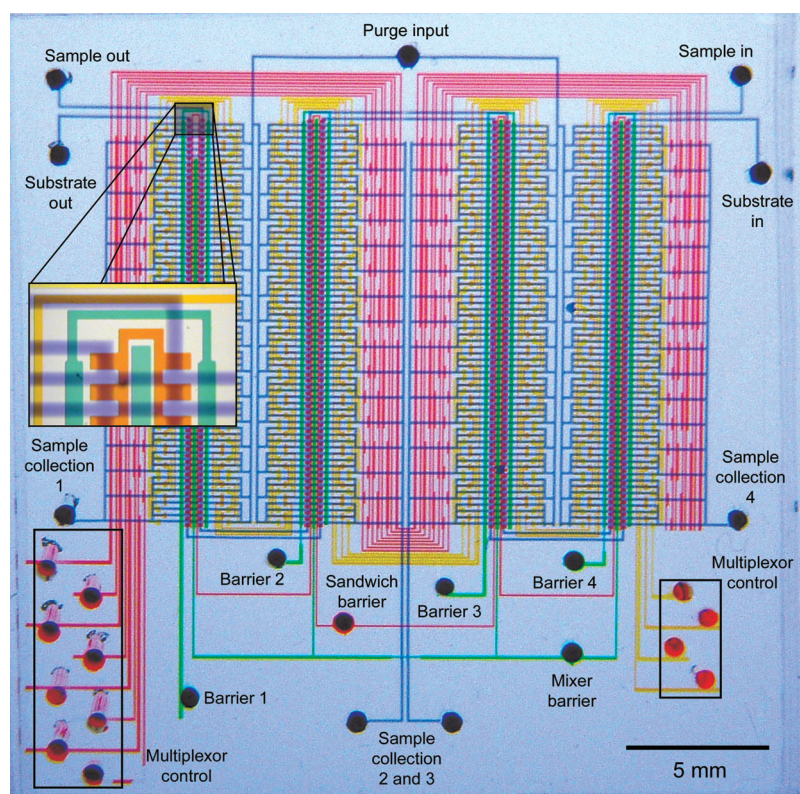 Purge input
Sample out
Sample in
Substrate
out
Substrate
in
Sample
collection
1
Sample
collection
4
Barrier 2
Sandwich
barrier
Barrier 3
Barrier 4
Multiplexor
control
Barrier 1
Mixer
barrier
Multiplexor
control
Sample
collection
2 and 3
5 mm